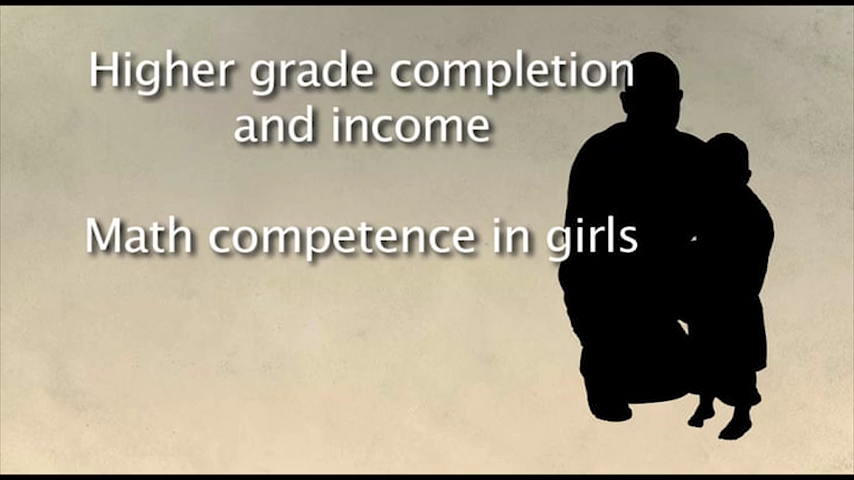 Higher grade completion
and income
Math competence in girls